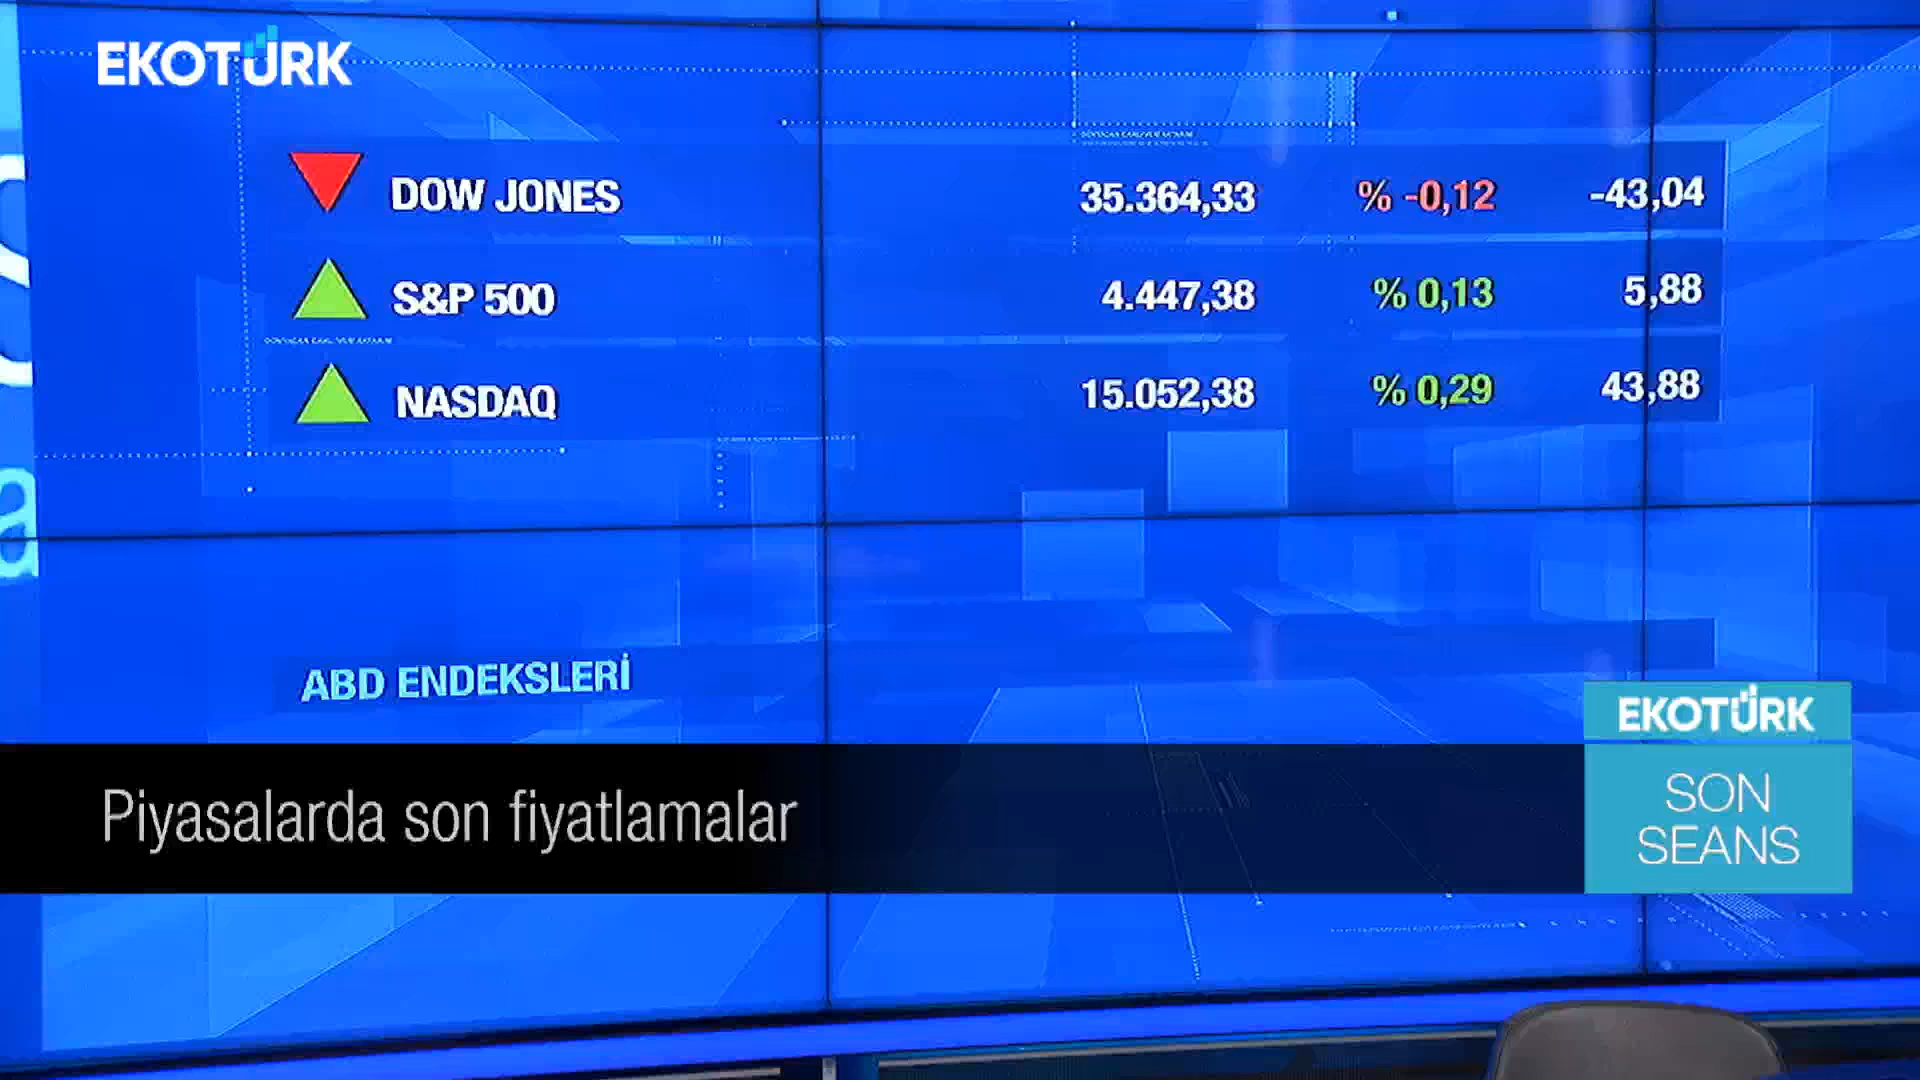 EKOTÜRK
DOW JONES 35.364,33 % -0,12 -43,04
S&P 500 4.447,38 % 0,13 5,88
NASDAQ 15.052,38 % 0,29 43,88
ABD ENDEKSLERİ
EKOTÜRK
Piyasalarda son fiyatlamalar
SON
SEANS